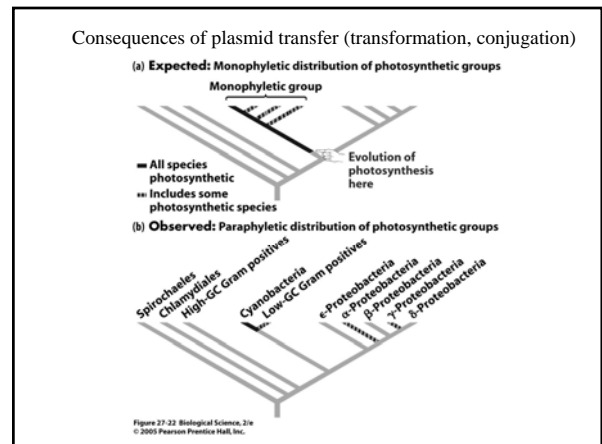 Consequences of plasmid transfer (transformation, conjugation)
(a) Expected: Monophyletic distribution of photosynthetic groups
Monophyletic group
Evolution of
photosynthesis
here
All species
photosynthetic
Includes some
photosynthetic species
(b) Observed: Paraphyletic distribution of photosynthetic groups
Spirochaeles
Chlamydiales
High-GC Gram positives
Cyanobacteria
Low-GC Gram positives
ε-Proteobacteria
α-Proteobacteria
β-Proteobacteria
γ-Proteobacteria
δ-Proteobacteria
Figure 27-22 Biological Science, 2/e
© 2005 Pearson Prentice Hall, Inc.